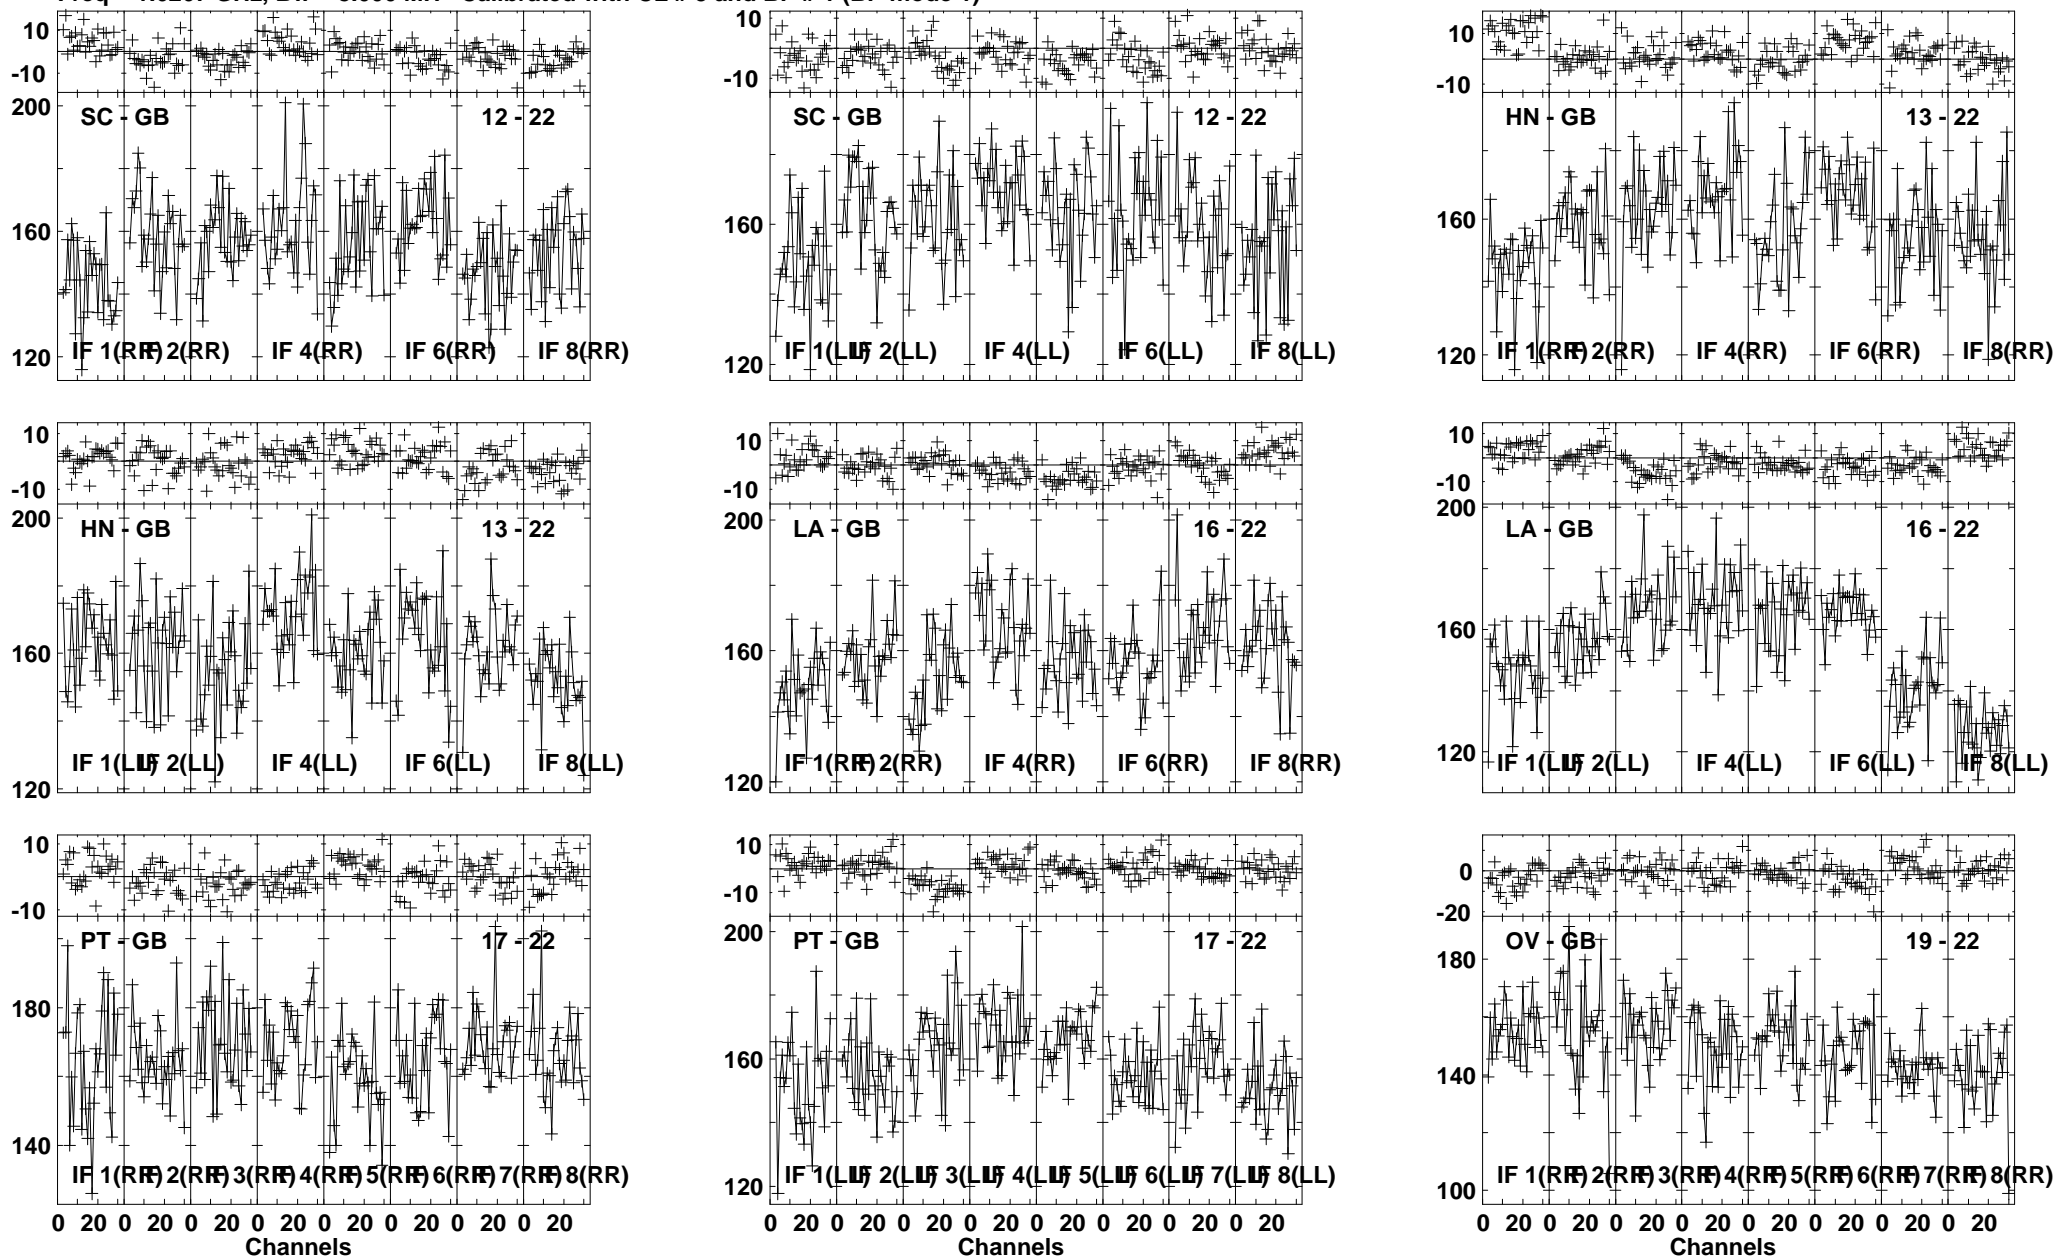 10
-10
200
160
120
SC - GB
12 - 22
IF 1(RR)
IF 2(RR)
IF 4(RR)
IF 6(RR)
IF 8(RR)
10
-10
160
120
SC - GB
12 - 22
IF 1(LL)
IF 2(LL)
IF 4(LL)
IF 6(LL)
IF 8(LL)
10
-10
160
120
HN - GB
13 - 22
IF 1(RR)
IF 2(RR)
IF 4(RR)
IF 6(RR)
IF 8(RR)
10
-10
200
160
120
HN - GB
13 - 22
IF 1(LL)
IF 2(LL)
IF 4(LL)
IF 6(LL)
IF 8(LL)
10
-10
200
160
120
LA - GB
16 - 22
IF 1(RR)
IF 2(RR)
IF 4(RR)
IF 6(RR)
IF 8(RR)
10
-10
200
160
120
LA - GB
16 - 22
IF 1(LL)
IF 2(LL)
IF 4(LL)
IF 6(LL)
IF 8(LL)
10
-10
180
140
PT - GB
17 - 22
IF 1(RR)
IF 2(RR)
IF 3(RR)
IF 4(RR)
IF 5(RR)
IF 6(RR)
IF 7(RR)
IF 8(RR)
0 20 0 20 0 20 0 20 0 20 0 20 0 20 0 20
Channels
10
-10
200
160
120
PT - GB
17 - 22
IF 1(LL)
IF 2(LL)
IF 3(LL)
IF 4(LL)
IF 5(LL)
IF 6(LL)
IF 7(LL)
IF 8(LL)
0 20 0 20 0 20 0 20 0 20 0 20 0 20 0 20
Channels
0
-20
180
140
100
OV - GB
19 - 22
IF 1(RR)
IF 2(RR)
IF 3(RR)
IF 4(RR)
IF 5(RR)
IF 6(RR)
IF 7(RR)
IF 8(RR)
0 20 0 20 0 20 0 20 0 20 0 20 0 20 0 20
Channels